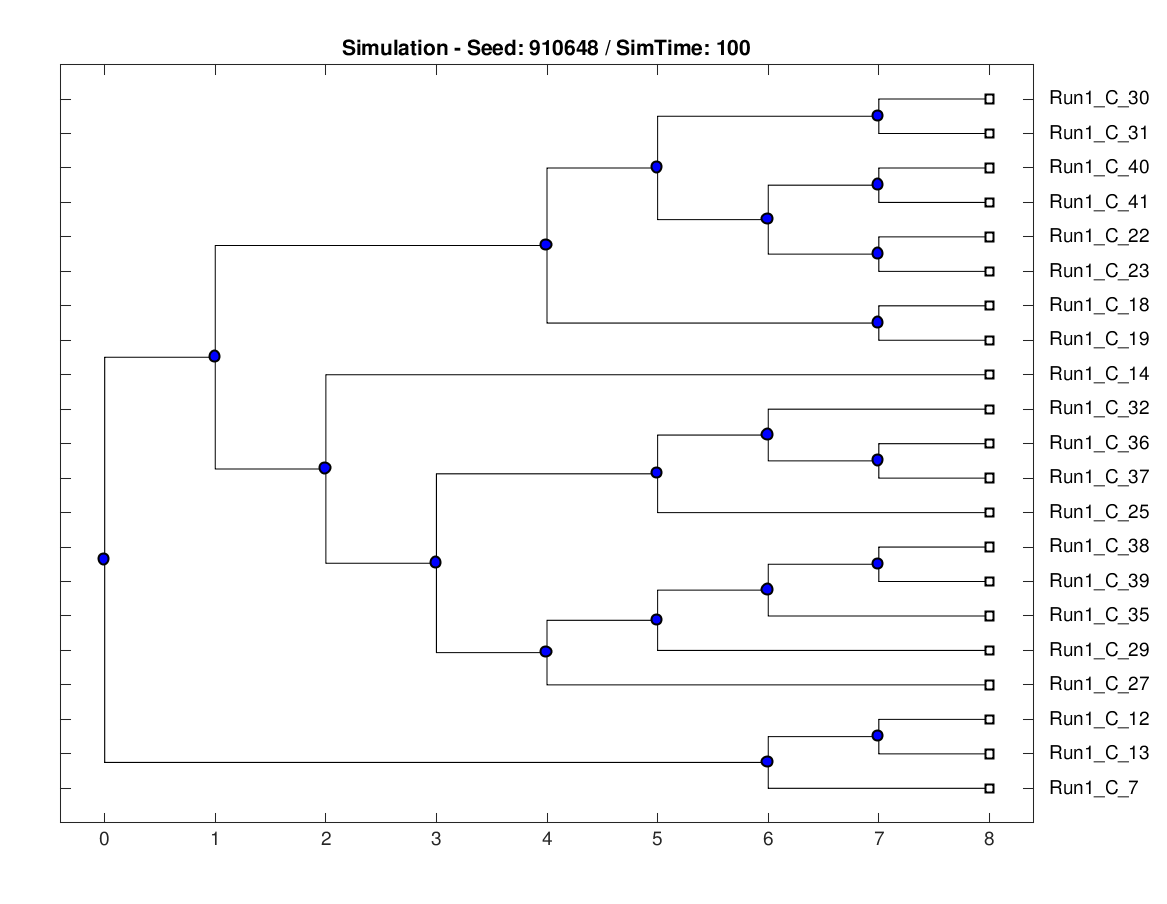 Simulation - Seed: 910648 / SimTime: 100
Run1_C_30
Run1_C_31
Run1_C_40
Run1_C_41
Run1_C_22
Run1_C_23
Run1_C_18
Run1_C_19
Run1_C_14
Run1_C_32
Run1_C_36
Run1_C_37
Run1_C_25
Run1_C_38
Run1_C_39
Run1_C_35
Run1_C_29
Run1_C_27
Run1_C_12
Run1_C_13
Run1_C_7
0 1 2 3 4 5 6 7 8